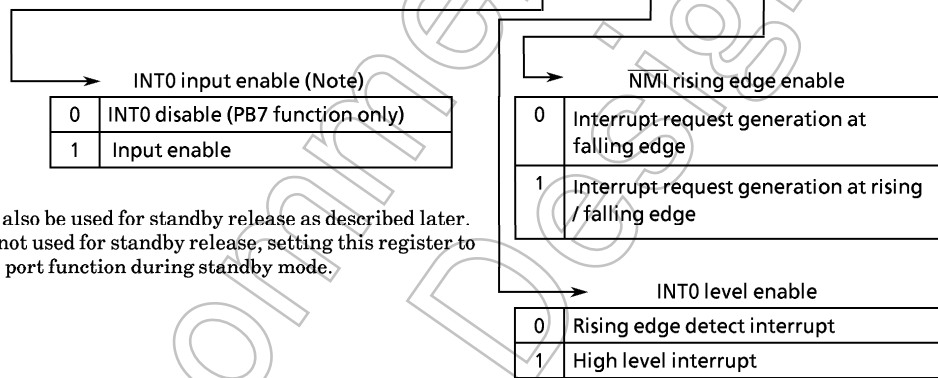 INT0 input enable (Note)
0 INT0 disable (PB7 function only)
1 Input enable
also be used for standby release as described later.
not used for standby release, setting this register to
port function during standby mode.
NMI rising edge enable
0 Interrupt request generation at
falling edge
1 Interrupt request generation at rising
/ falling edge
INT0 level enable
0 Rising edge detect interrupt
1 High level interrupt